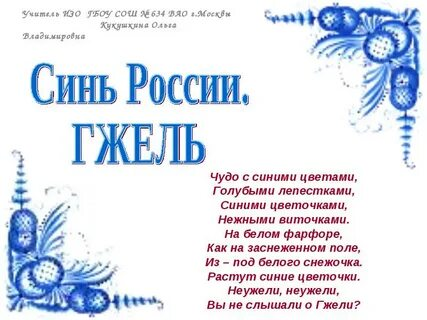 Учитель ИЗО ГБОУ СОШ № 634 ВАО г.Москвы
Кукушкина Ольга
Владимировна
Синь России.
ГЖЕЛЬ
Чудо с синими цветами,
Голубыми лепестками,
Синими цветочками,
Нежными виточками.
На белом фарфоре,
Как на заснеженном поле,
Из – под белого снежочка.
Растут синие цветочки.
Неужели, неужели,
Вы не слышали о Гжели?